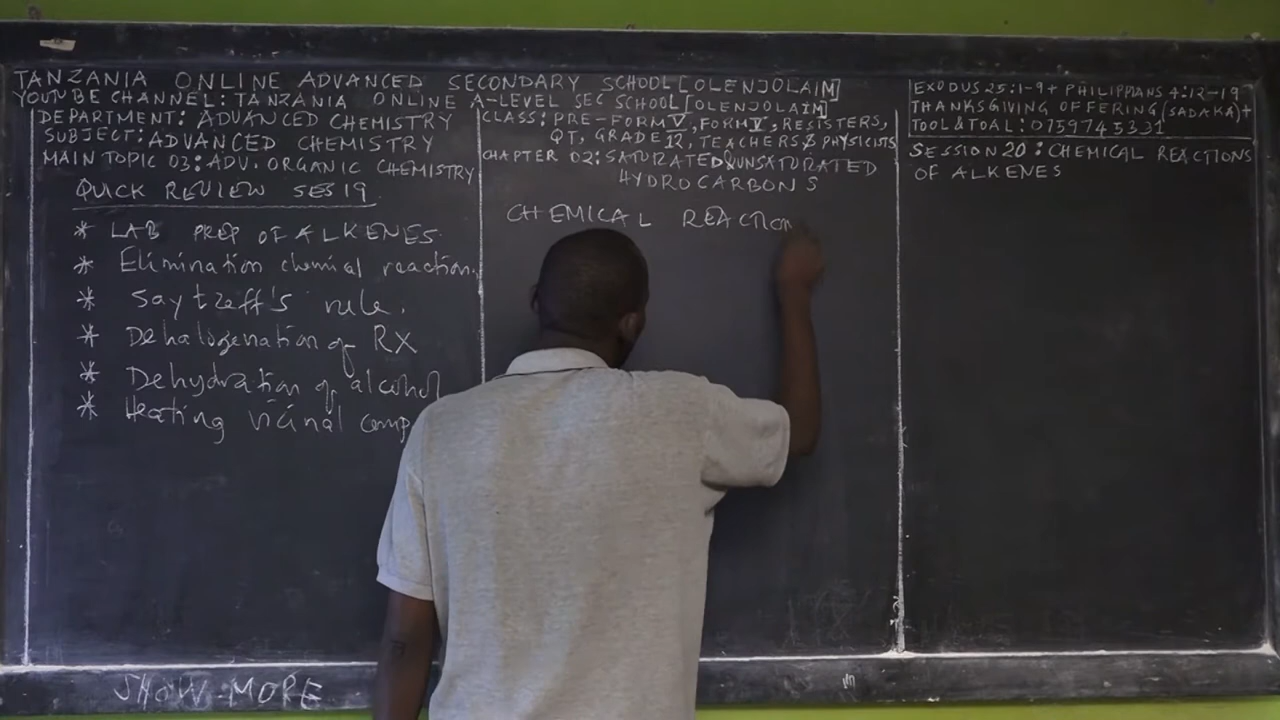 TANZANIA ONLINE ADVANCED SECONDARY SCHOOL [OLENJOLAIM]
YOUTUBE CHANNEL: TANZANIA ONLINE A-LEVEL SEC SCHOOL [OLENJOLAIM]
DEPARTMENT: ADVANCED CHEMISTRY
SUBJECT: ADVANCED CHEMISTRY
MAIN TOPIC 03: ADV. ORGANIC CHEMISTRY
QUICK REVIEW SES 19
* LAB PREP OF ALKENES.
* Elimination chemial reaction.
* Saytzeff's rule.
* Dehalogenation of RX
* Dehydration of alcohol
* Heating vicinal comp
SHOW MORE
CLASS: PRE-FORM V, FORM V, RESISTERS,
QT, GRADE 12, TEACHERS & PHYSICISTS
CHAPTER 02: SATURATED & UNSATURATED
HYDROCARBONS
CHEMICAL REACTION
EXODUS 25:1-9 + PHILIPPIANS 4:12-19
THANKSGIVING OFFERING (SADAKA) +
TOOL & TOAL: 0759745331
SESSION 20: CHEMICAL REACTIONS
OF ALKENES